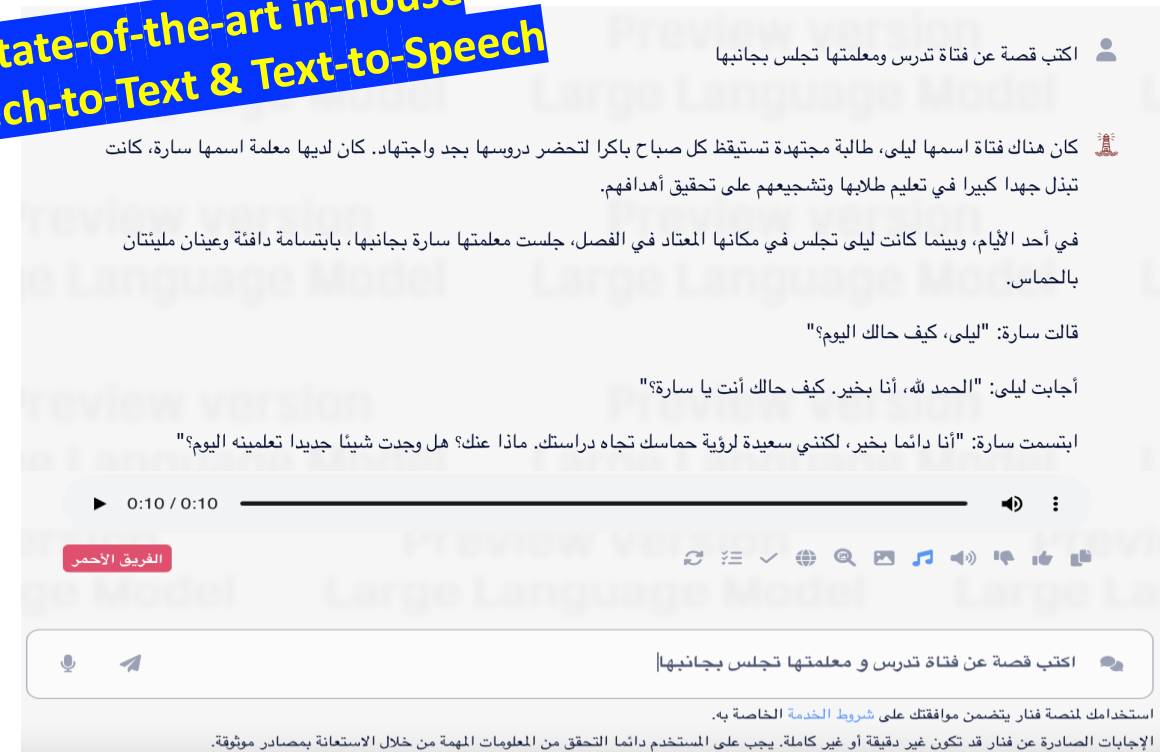 tate-of-the-art in-house
ch-to-Text & Text-to-Speech
Preview version
Large Language Model
اكتب قصة عن فتاة تدرس ومعلمتها تجلس بجانبها
كان هناك فتاة اسمها ليلى، طالبة مجتهدة تستيقظ كل صباح باكرا لتحضر دروسها بجد واجتهاد. كان لديها معلمة اسمها سارة، كانت
تبذل جهدا كبيرا في تعليم طلابها وتشجيعهم على تحقيق أهدافهم.
في أحد الأيام، وبينما كانت ليلى تجلس في مكانها المعتاد في الفصل، جلست معلمتها سارة بجانبها، بابتسامة دافئة وعينان مليئتان
بالحماس.
قالت سارة: "ليلى، كيف حالك اليوم؟"
أجابت ليلى: "الحمد لله، أنا بخير. كيف حالك أنت يا سارة؟"
ابتسمت سارة: "أنا دائما بخير، لكنني سعيدة لرؤية حماسك تجاه دراستك. ماذا عنك؟ هل وجدت شيئا جديدا تعلمينه اليوم؟"
0:10 / 0:10
الفريق الأحمر
اكتب قصة عن فتاة تدرس و معلمتها تجلس بجانبها
استخدامك لمنصة فنار يتضمن موافقتك على شروط الخدمة الخاصة به.
الإجابات الصادرة عن فنار قد تكون غير دقيقة أو غير كاملة. يجب على المستخدم دائما التحقق من المعلومات المهمة من خلال الاستعانة بمصادر موثوقة.